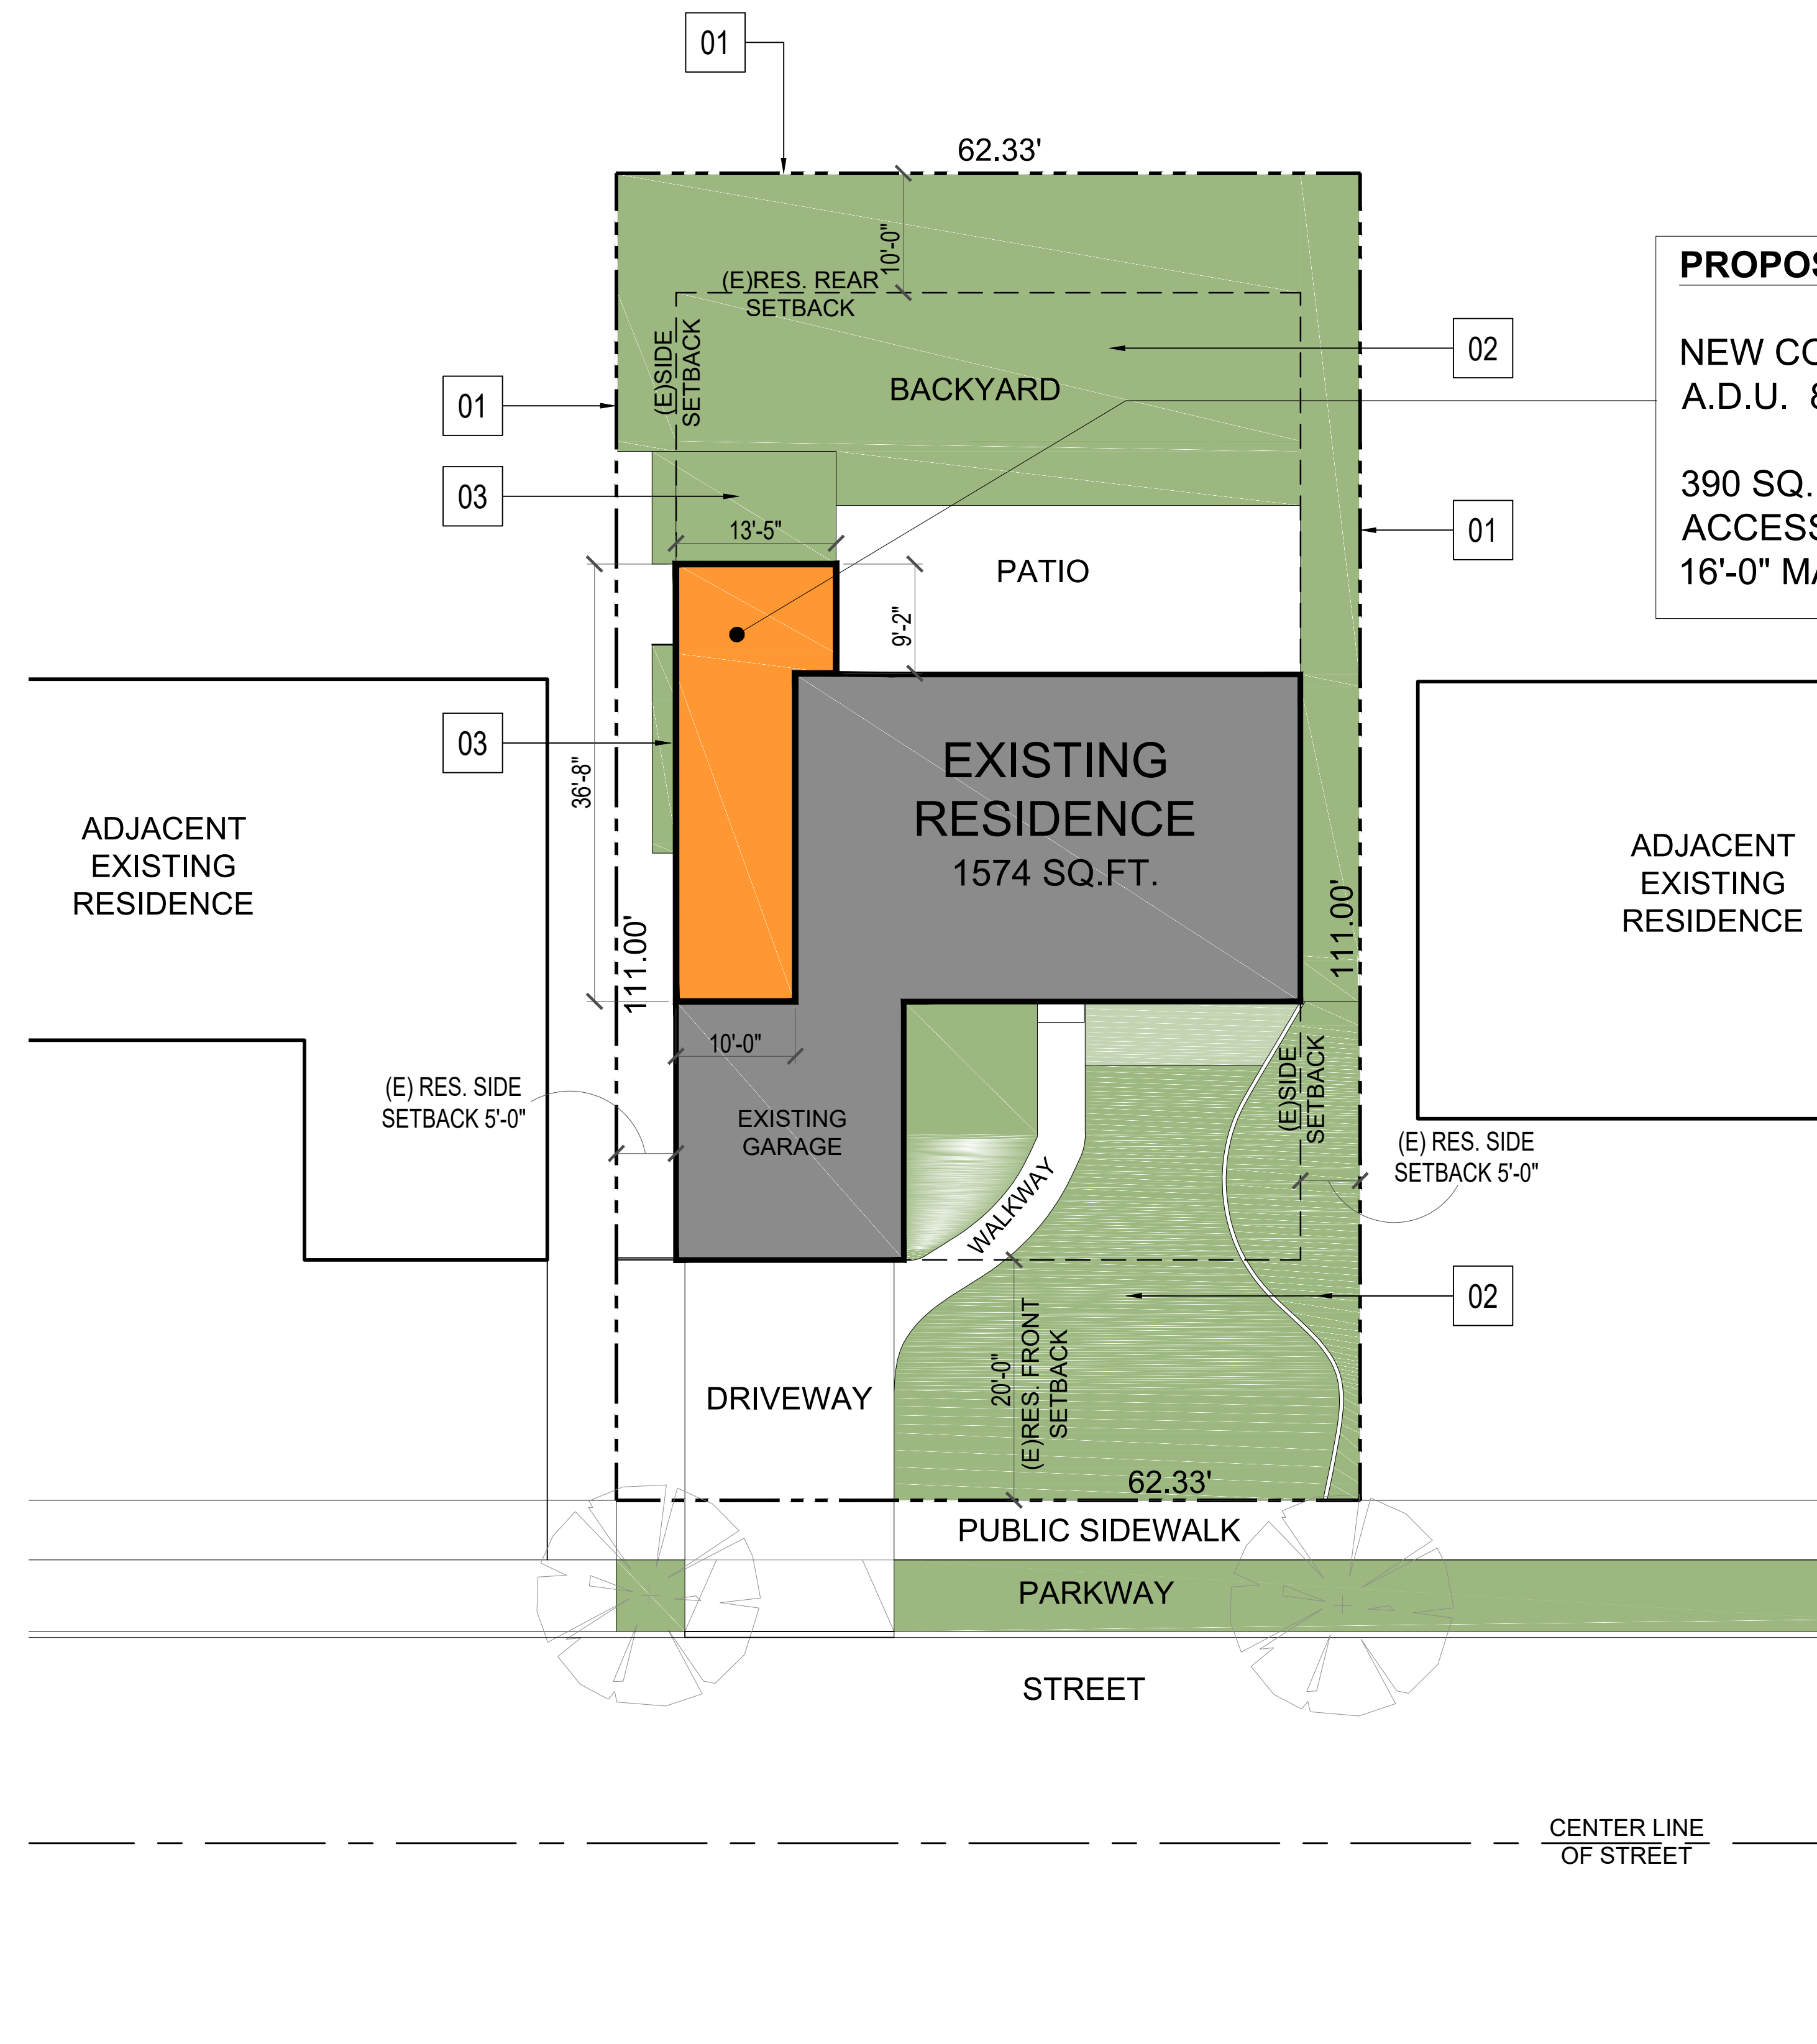 01
62.33'
10'-0"
(E)RES. REAR
SETBACK
(E)SIDE
SETBACK
PROPOS
NEW CO
A.D.U. 8
390 SQ.
ACCESS
16'-0" MA
02
BACKYARD
01
03
13'-5"
01
PATIO
9'-2"
36'-8"
03
EXISTING
RESIDENCE
1574 SQ.FT.
ADJACENT
EXISTING
RESIDENCE
ADJACENT
EXISTING
RESIDENCE
111.00'
111.00'
10'-0"
(E) RES. SIDE
SETBACK 5'-0"
EXISTING
GARAGE
WALKWAY
(E)SIDE
SETBACK
(E) RES. SIDE
SETBACK 5'-0"
02
20'-0"
(E)RES. FRONT
SETBACK
DRIVEWAY
62.33'
PUBLIC SIDEWALK
PARKWAY
STREET
CENTER LINE
OF STREET